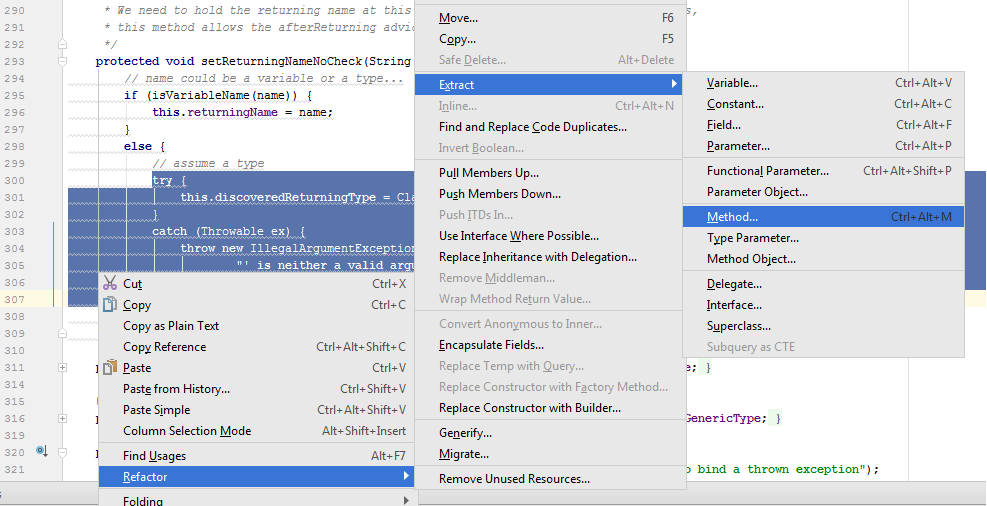 290 * We need to hold the returning name at this
291 * this method allows the afterReturning
292 */
293 protected void setReturningNameNoCheck(String
294 // name could be a variable or a type...
295 if (isVariableName(name)) {
296 this.returningName = name;
297 }
298 else {
299 // assume a type
300 try {
301 this.discoveredReturningType =
302 }
303 catch (Throwable ex) {
304 throw new IllegalArgumentException
305 "' is neither a valid
306
307
308
309
310
311 e; }
315
316 GenericType; }
319
320
321 bind a thrown exception");
Cut Ctrl+X
Copy Ctrl+C
Copy as Plain Text
Copy Reference Ctrl+Alt+Shift+C
Paste Ctrl+V
Paste from History... Ctrl+Shift+V
Paste Simple Ctrl+Alt+Shift+V
Column Selection Mode Alt+Shift+Insert
Find Usages Alt+F7
Refactor
Folding
Move... F6
Copy... F5
Safe Delete... Alt+Delete
Extract
Inline... Ctrl+Alt+N
Find and Replace Code Duplicates...
Invert Boolean...
Pull Members Up...
Push Members Down...
Push ITDs In...
Use Interface Where Possible...
Replace Inheritance with Delegation...
Remove Middleman...
Wrap Method Return Value...
Convert Anonymous to Inner...
Encapsulate Fields...
Replace Temp with Query...
Replace Constructor with Factory Method...
Replace Constructor with Builder...
Generify...
Migrate...
Remove Unused Resources...
Variable... Ctrl+Alt+V
Constant... Ctrl+Alt+C
Field... Ctrl+Alt+F
Parameter... Ctrl+Alt+P
Functional Parameter... Ctrl+Alt+Shift+P
Parameter Object...
Method... Ctrl+Alt+M
Type Parameter...
Method Object...
Delegate...
Interface...
Superclass...
Subquery as CTE